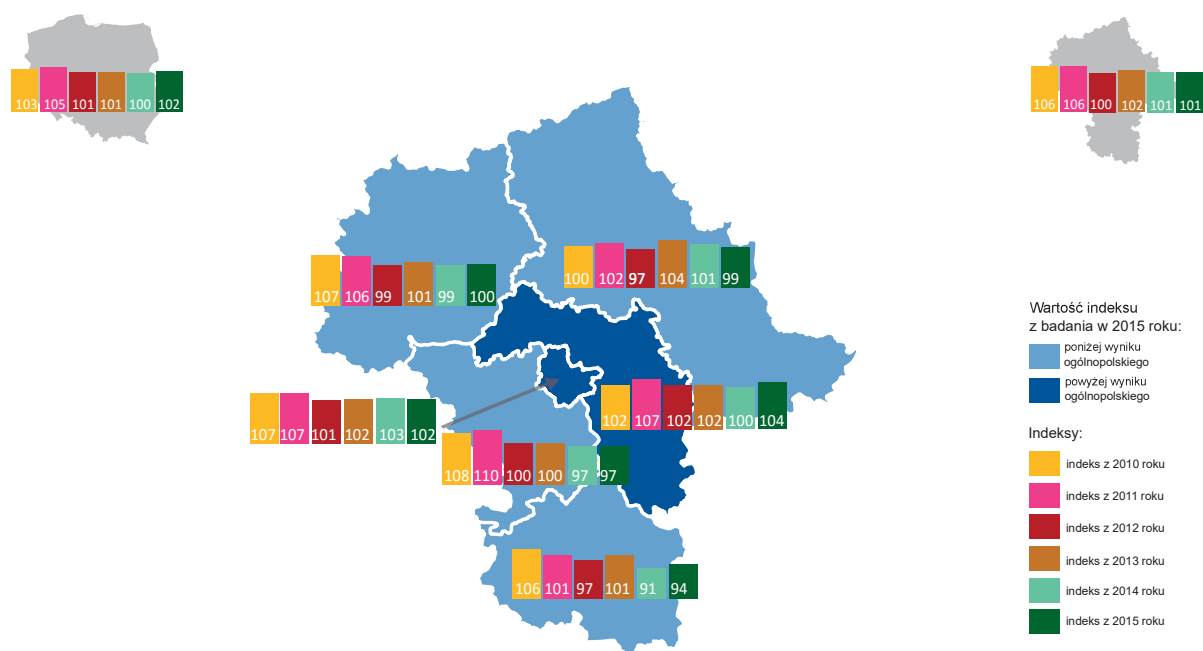 103 105 101 101 100 102
106 106 100 102 101 101
100 102 97 104 101 99
107 106 99 101 99 100
102 107 102 102 100 104
107 107 101 102 103 102
108 110 100 100 97 97
106 101 97 101 91 94
Wartość indeksu
z badania w 2015 roku:
poniżej wyniku
ogólnopolskiego
powyżej wyniku
ogólnopolskiego
Indeksy:
indeks z 2010 roku
indeks z 2011 roku
indeks z 2012 roku
indeks z 2013 roku
indeks z 2014 roku
indeks z 2015 roku